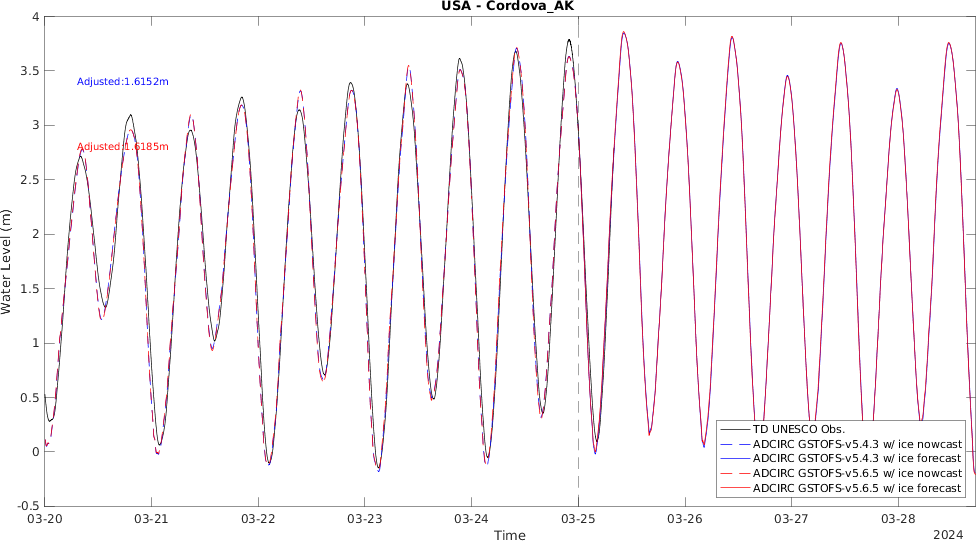 USA - Cordova_AK
4
3.5
3
2.5
2
1.5
1
0.5
0
-0.5
Water Level (m)
Adjusted:1.6152m
Adjusted:1.6185m
TD UNESCO Obs.
ADCIRC GSTOFS-v5.4.3 w/ ice nowcast
ADCIRC GSTOFS-v5.4.3 w/ ice forecast
ADCIRC GSTOFS-v5.6.5 w/ ice nowcast
ADCIRC GSTOFS-v5.6.5 w/ ice forecast
03-20 03-21 03-22 03-23 03-24 03-25 03-26 03-27 03-28
Time
2024